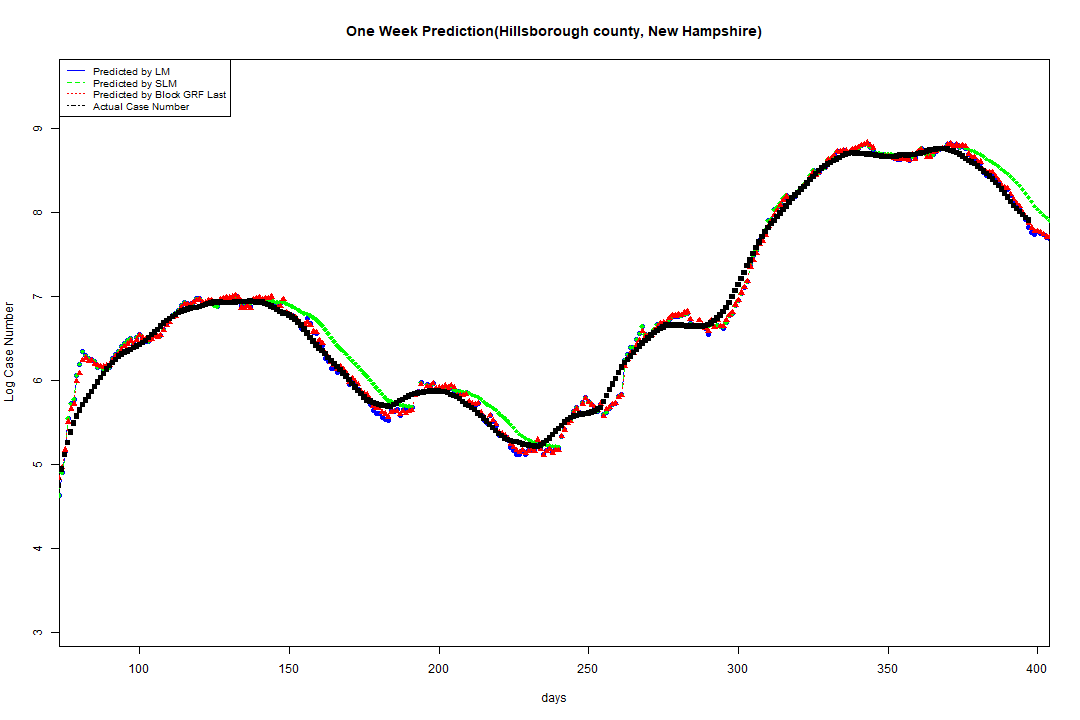 One Week Prediction(Hillsborough county, New Hampshire)
Predicted by LM
Predicted by SLM
Predicted by Block GRF Last
Actual Case Number
9
8
7
6
5
4
3
Log Case Number
100 150 200 250 300 350 400
days